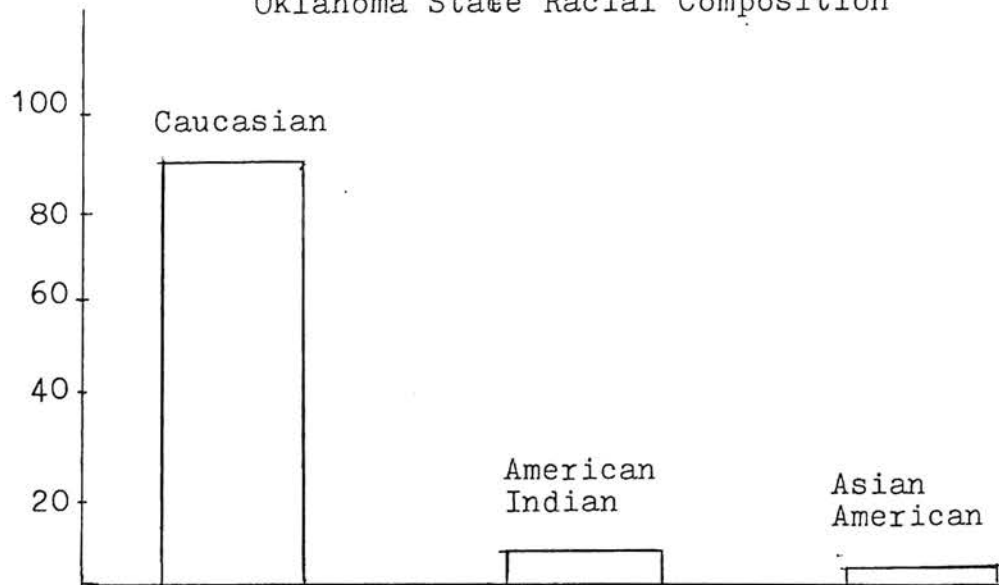 Oklahoma State Racial Composition
100
Caucasian
80
60
40
American
Indian
20
Asian
American